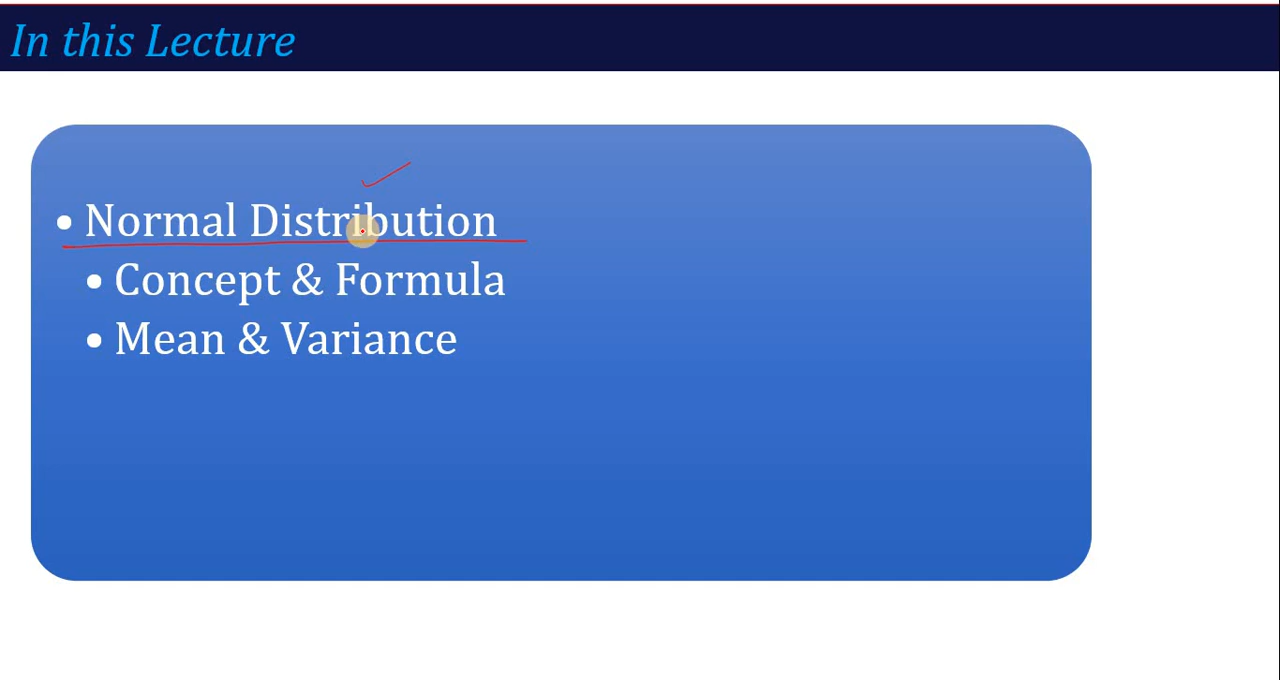 In this Lecture
• Normal Distribution
• Concept & Formula
• Mean & Variance